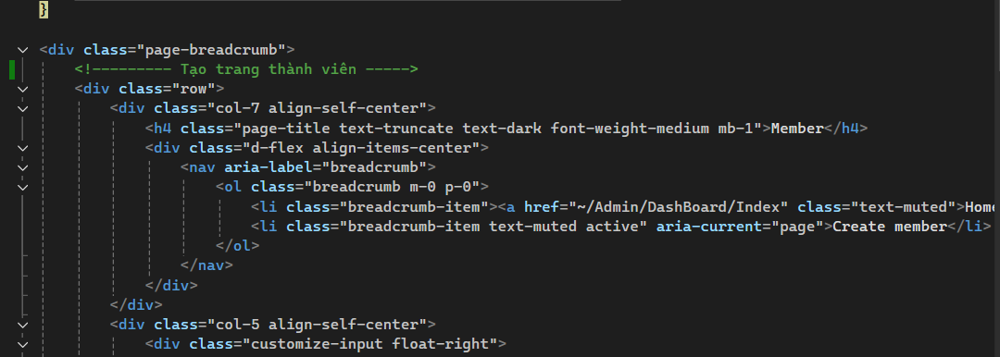 }
<div class="page-breadcrumb">
<!--------- Tạo trang thành viên ----->
<div class="row">
<div class="col-7 align-self-center">
<h4 class="page-title text-truncate text-dark font-weight-medium mb-1">Member</h4>
<div class="d-flex align-items-center">
<nav aria-label="breadcrumb">
<ol class="breadcrumb m-0 p-0">
<li class="breadcrumb-item"><a href="~/Admin/DashBoard/Index" class="text-muted">Home
<li class="breadcrumb-item text-muted active" aria-current="page">Create member</li>
</ol>
</nav>
</div>
</div>
<div class="col-5 align-self-center">
<div class="customize-input float-right">